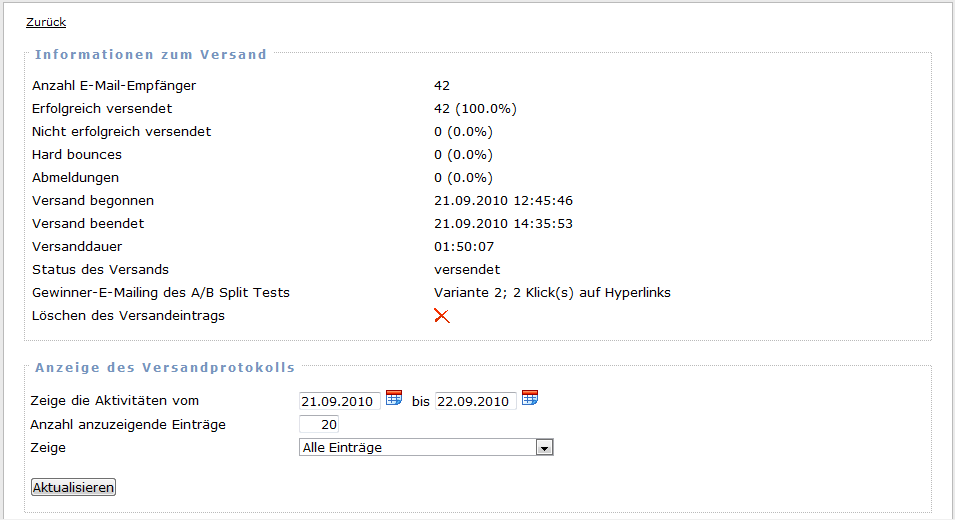 Zurück
Informationen zum Versand
Anzahl E-Mail-Empfänger 42
Erfolgreich versendet 42 (100.0%)
Nicht erfolgreich versendet 0 (0.0%)
Hard bounces 0 (0.0%)
Abmeldungen 0 (0.0%)
Versand begonnen 21.09.2010 12:45:46
Versand beendet 21.09.2010 14:35:53
Versanddauer 01:50:07
Status des Versands versendet
Gewinner-E-Mailing des A/B Split Tests Variante 2; 2 Klick(s) auf Hyperlinks
Löschen des Versandeintrags
Anzeige des Versandprotokolls
Zeige die Aktivitäten vom 21.09.2010 bis 22.09.2010
Anzahl anzuzeigende Einträge 20
Zeige Alle Einträge
Aktualisieren